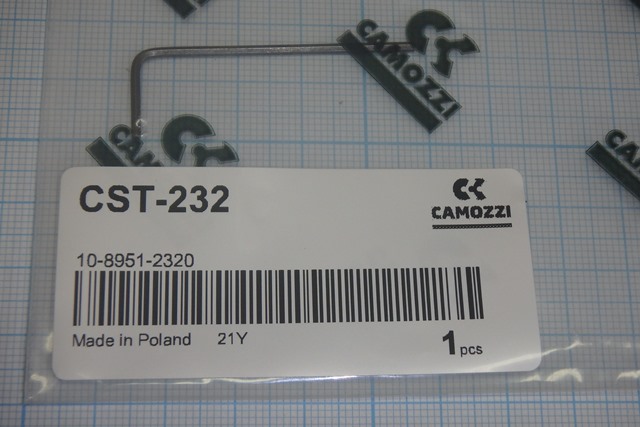 CAMOZZI
CAMOZZI
CST-232
CAMOZZI
10-8951-2320
Made in Poland 21Y
1 pcs